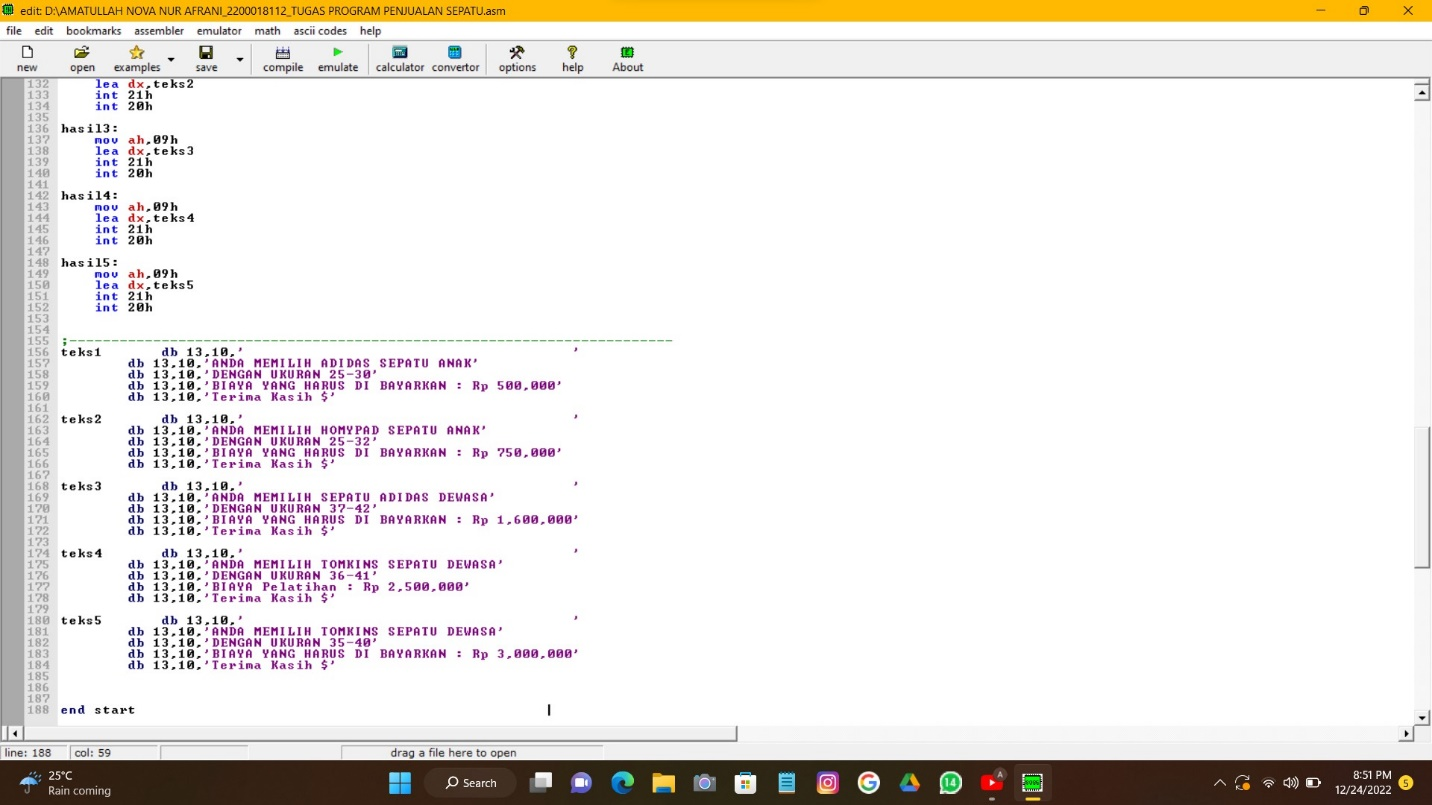 edit: D:\AMATULLAH NOVA NUR AFRANI_2200018112_TUGAS PROGRAM PENJUALAN SEPATU.asm
file edit bookmarks assembler emulator math ascii codes help
new open examples save compile emulate calculator convertor options help About
132 lea dx,teks2
133 int 21h
134 int 20h
135
136 hasil3:
137 mov ah,09h
138 lea dx,teks3
139 int 21h
140 int 20h
141
142 hasil4:
143 mov ah,09h
144 lea dx,teks4
145 int 21h
146 int 20h
147
148 hasil5:
149 mov ah,09h
150 lea dx,teks5
151 int 21h
152 int 20h
153
154
155 ;------------------------------------------------------------------------
156 teks1 db 13,10,' '
157 db 13,10,'ANDA MEMILIH ADIDAS SEPATU ANAK'
158 db 13,10,'DENGAN UKURAN 25-30'
159 db 13,10,'BIAYA YANG HARUS DI BAYARKAN : Rp 500,000'
160 db 13,10,'Terima Kasih $'
161
162 teks2 db 13,10,' '
163 db 13,10,'ANDA MEMILIH HOMYPAD SEPATU ANAK'
164 db 13,10,'DENGAN UKURAN 25-32'
165 db 13,10,'BIAYA YANG HARUS DI BAYARKAN : Rp 750,000'
166 db 13,10,'Terima Kasih $'
167
168 teks3 db 13,10,' '
169 db 13,10,'ANDA MEMILIH SEPATU ADIDAS DEWASA'
170 db 13,10,'DENGAN UKURAN 37-42'
171 db 13,10,'BIAYA YANG HARUS DI BAYARKAN : Rp 1,600,000'
172 db 13,10,'Terima Kasih $'
173
174 teks4 db 13,10,' '
175 db 13,10,'ANDA MEMILIH TOMKINS SEPATU DEWASA'
176 db 13,10,'DENGAN UKURAN 36-41'
177 db 13,10,'BIAYA Pelatihan : Rp 2,500,000'
178 db 13,10,'Terima Kasih $'
179
180 teks5 db 13,10,' '
181 db 13,10,'ANDA MEMILIH TOMKINS SEPATU DEWASA'
182 db 13,10,'DENGAN UKURAN 35-40'
183 db 13,10,'BIAYA YANG HARUS DI BAYARKAN : Rp 3,000,000'
184 db 13,10,'Terima Kasih $'
185
186
187
188 end start
line: 188 col: 59 drag a file here to open
25°C
Rain coming
Search
14
A
8:51 PM
12/24/2022
5